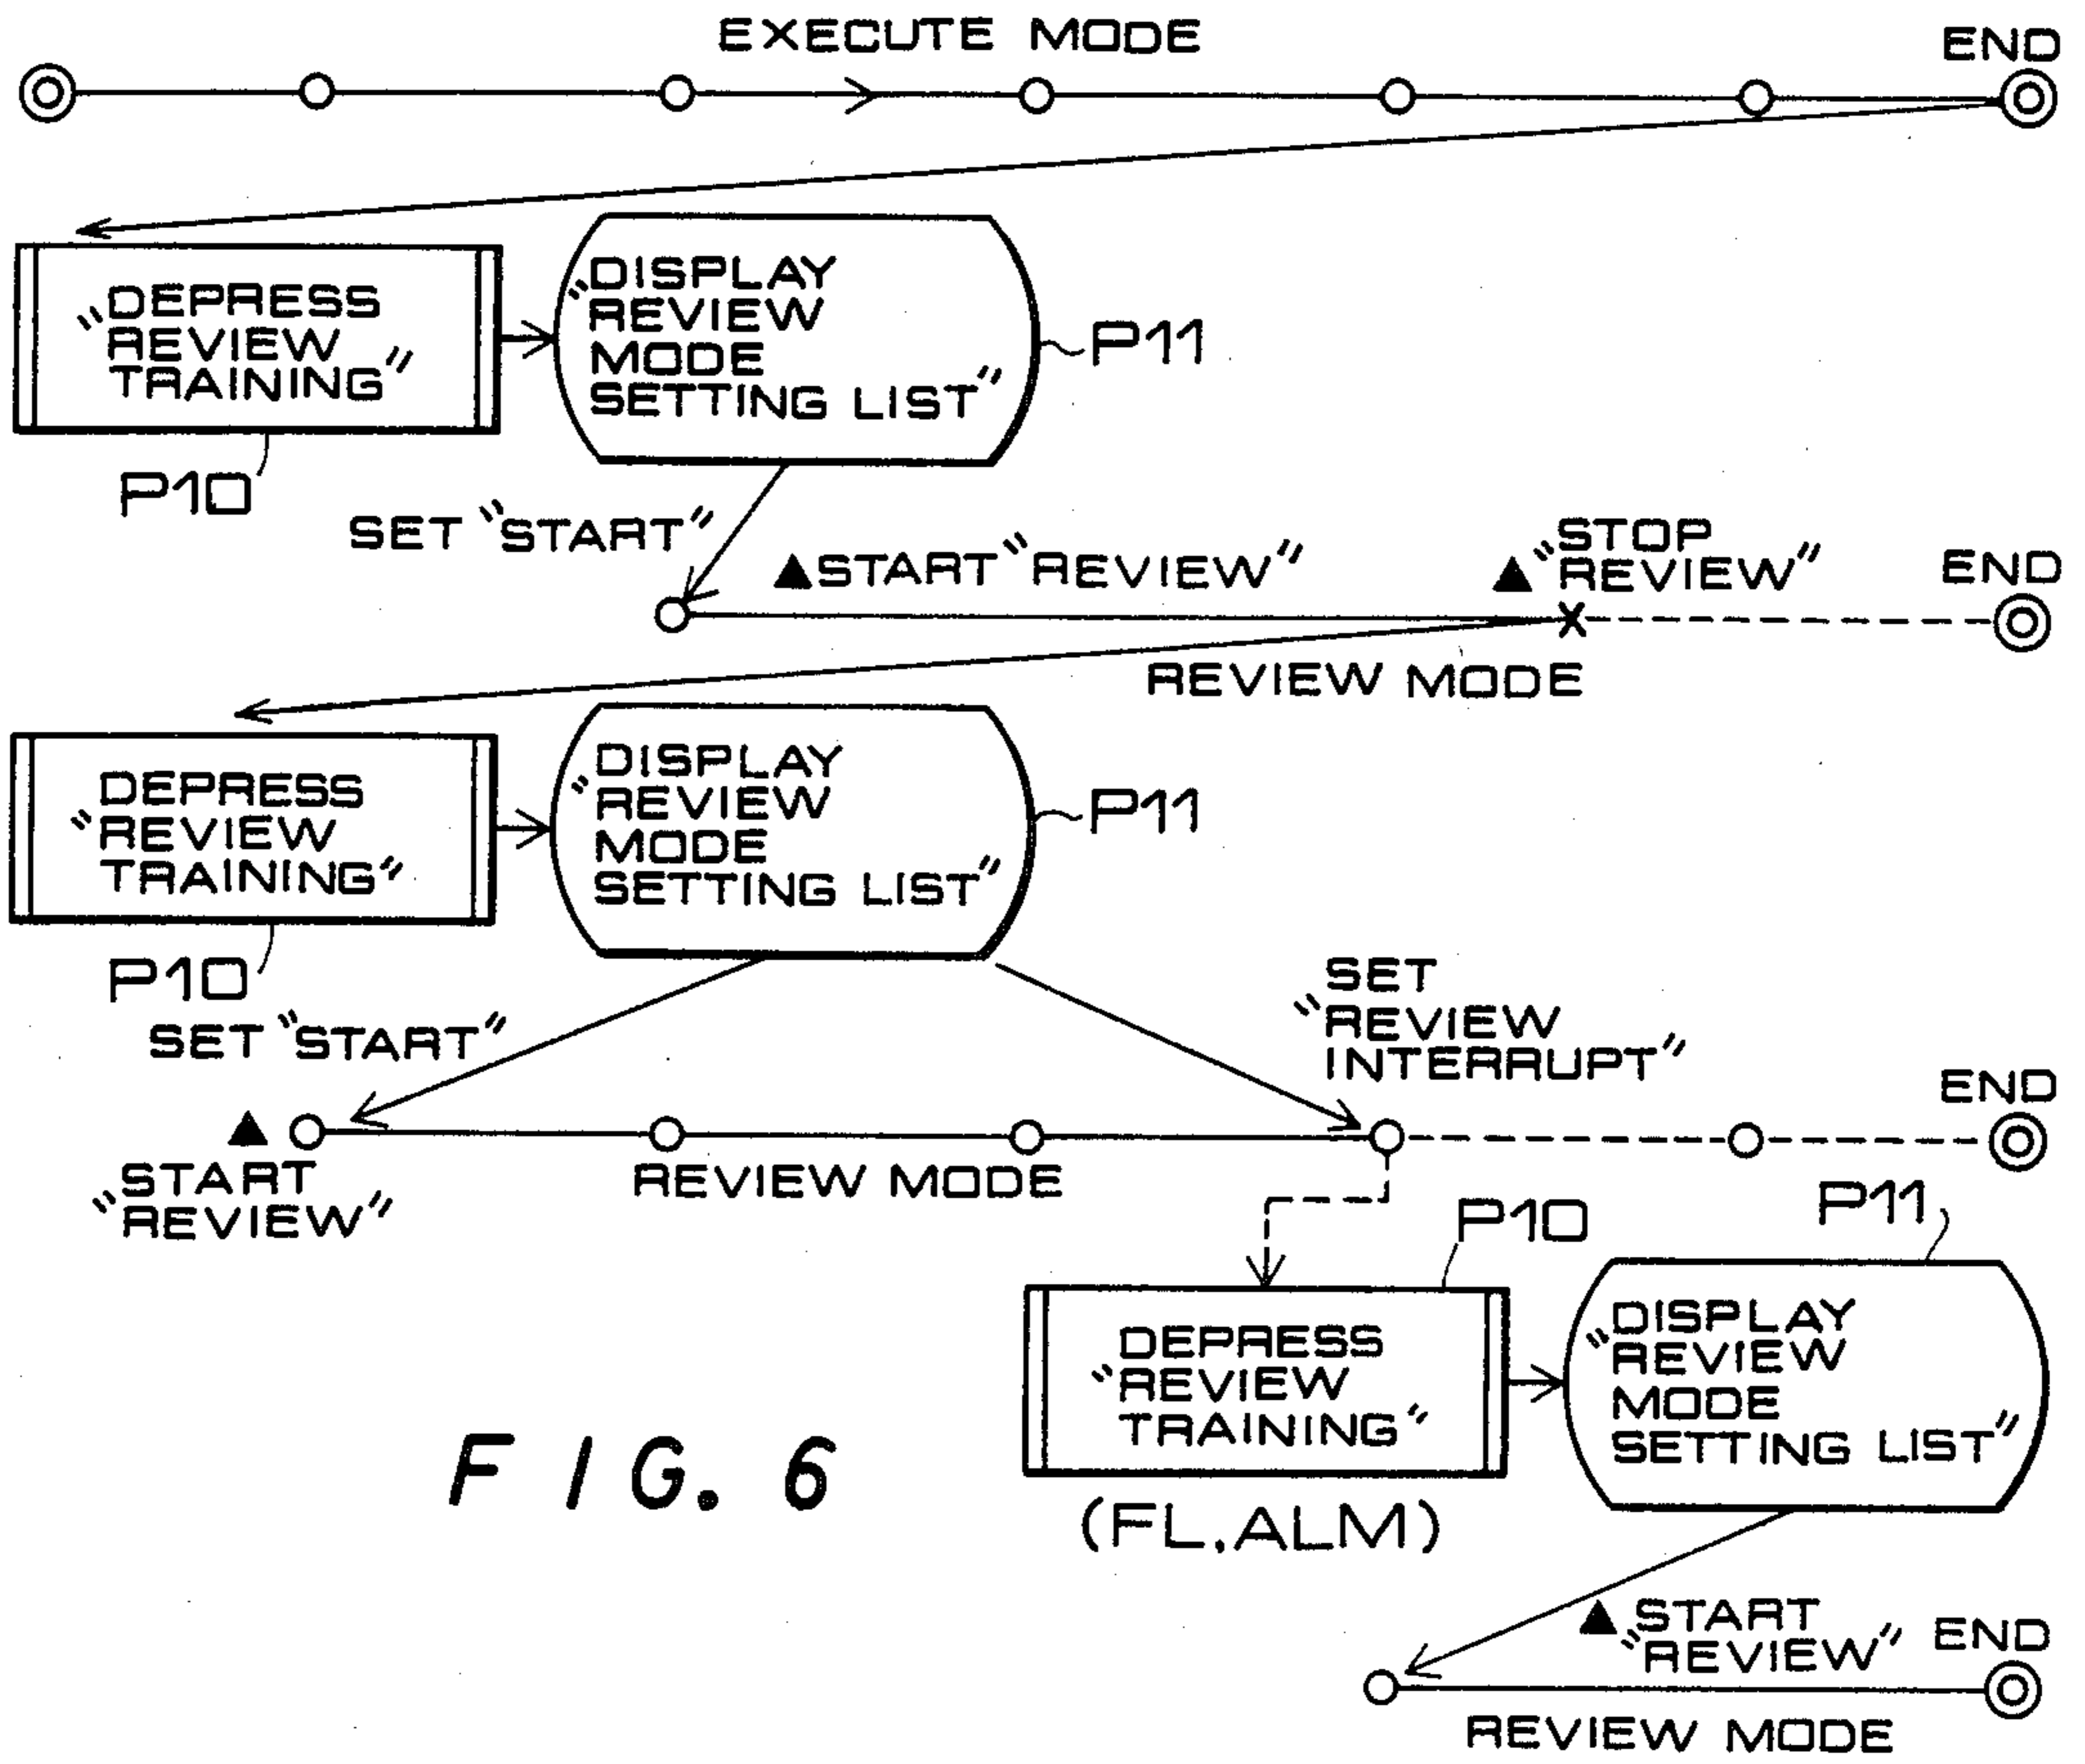 EXECUTE MODE
END
"DEPRESS
REVIEW
TRAINING"
"DISPLAY
REVIEW
MODE
SETTING LIST"
P11
P10
SET "START"
▲START "REVIEW"
▲"STOP
REVIEW"
END
REVIEW MODE
DEPRESS
"REVIEW
TRAINING"
"DISPLAY
REVIEW
MODE
SETTING LIST"
P11
P10
SET "START"
SET
"REVIEW
INTERRUPT"
END
▲
START
"REVIEW"
REVIEW MODE
P10
P11
DEPRESS
"REVIEW
TRAINING"
"DISPLAY
REVIEW
MODE
SETTING LIST"
(FL.ALM)
FIG. 6
▲START
"REVIEW"
END
REVIEW MODE